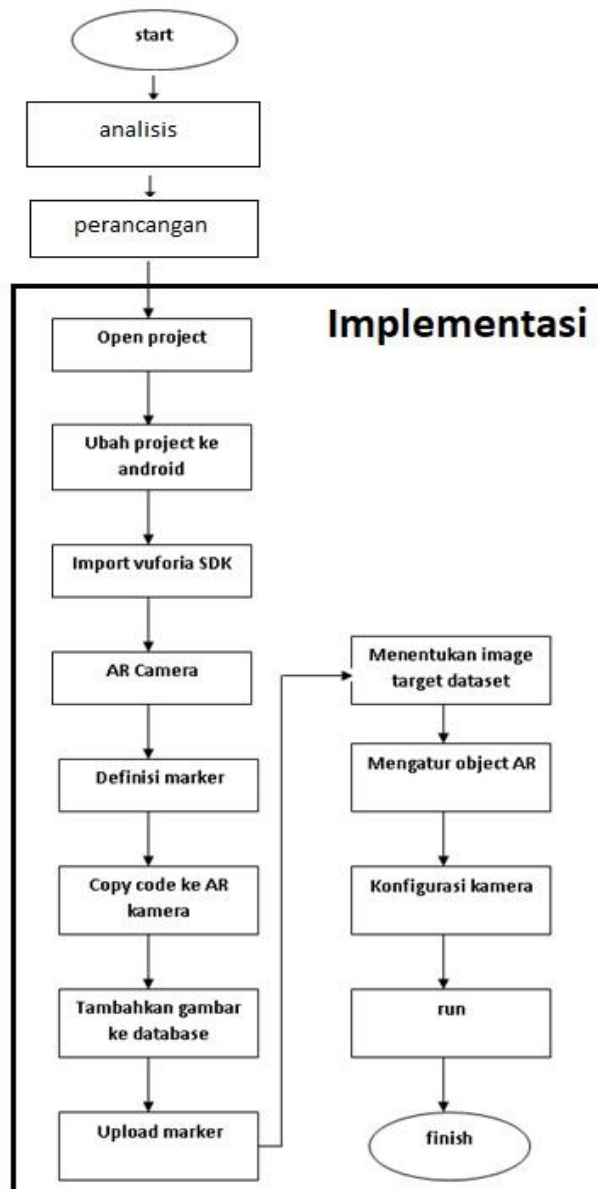 start
analisis
perancangan
Implementasi
Open project
Ubah project ke
android
Import vuforia SDK
AR Camera
Definisi marker
Copy code ke AR
kamera
Tambahkan gambar
ke database
Upload marker
Menentukan image
target dataset
Mengatur object AR
Konfigurasi kamera
run
finish